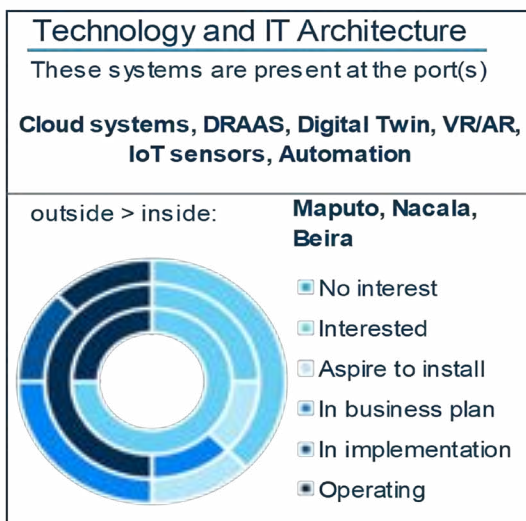 Technology and IT Architecture
These systems are present at the port(s)
Cloud systems, DRAAS, Digital Twin, VR/AR,
IoT sensors, Automation
outside > inside:
Maputo, Nacala,
Beira
No interest
Interested
Aspire to install
In business plan
In implementation
Operating